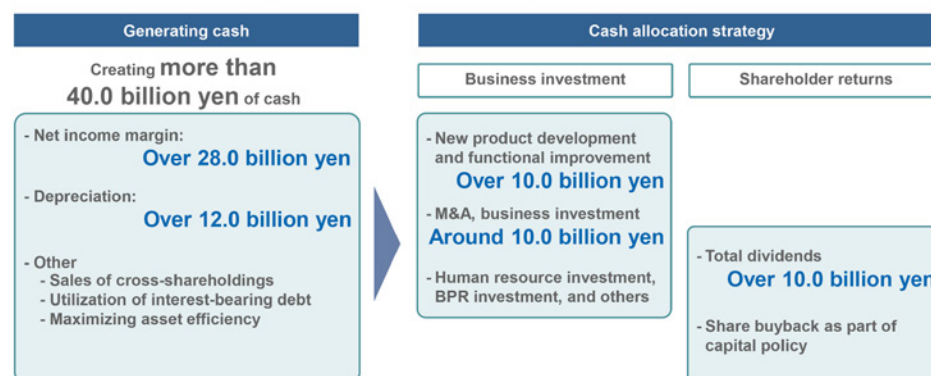 Generating cash
Creating more than
40.0 billion yen of cash
- Net income margin:
Over 28.0 billion yen
- Depreciation:
Over 12.0 billion yen
- Other
- Sales of cross-shareholdings
- Utilization of interest-bearing debt
- Maximizing asset efficiency
Cash allocation strategy
Business investment
- New product development
and functional improvement
Over 10.0 billion yen
- M&A, business investment
Around 10.0 billion yen
- Human resource investment,
BPR investment, and others
Shareholder returns
- Total dividends
Over 10.0 billion yen
- Share buyback as part of
capital policy